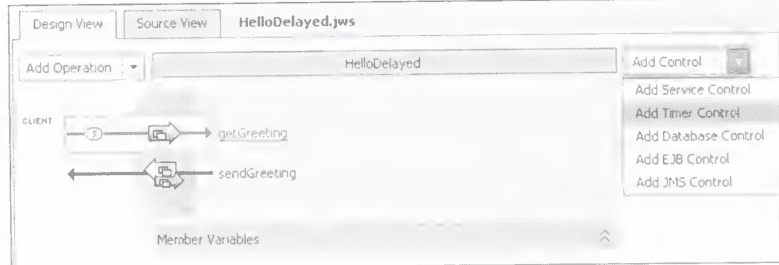 Design View
Source View
HelloDelayed.jws
Add Operation
HelloDelayed
Add Control
Add Service Control
Add Timer Control
Add Database Control
Add EJB Control
Add JMS Control
CLIENT
S
getGreeting
sendGreeting
Member Variables